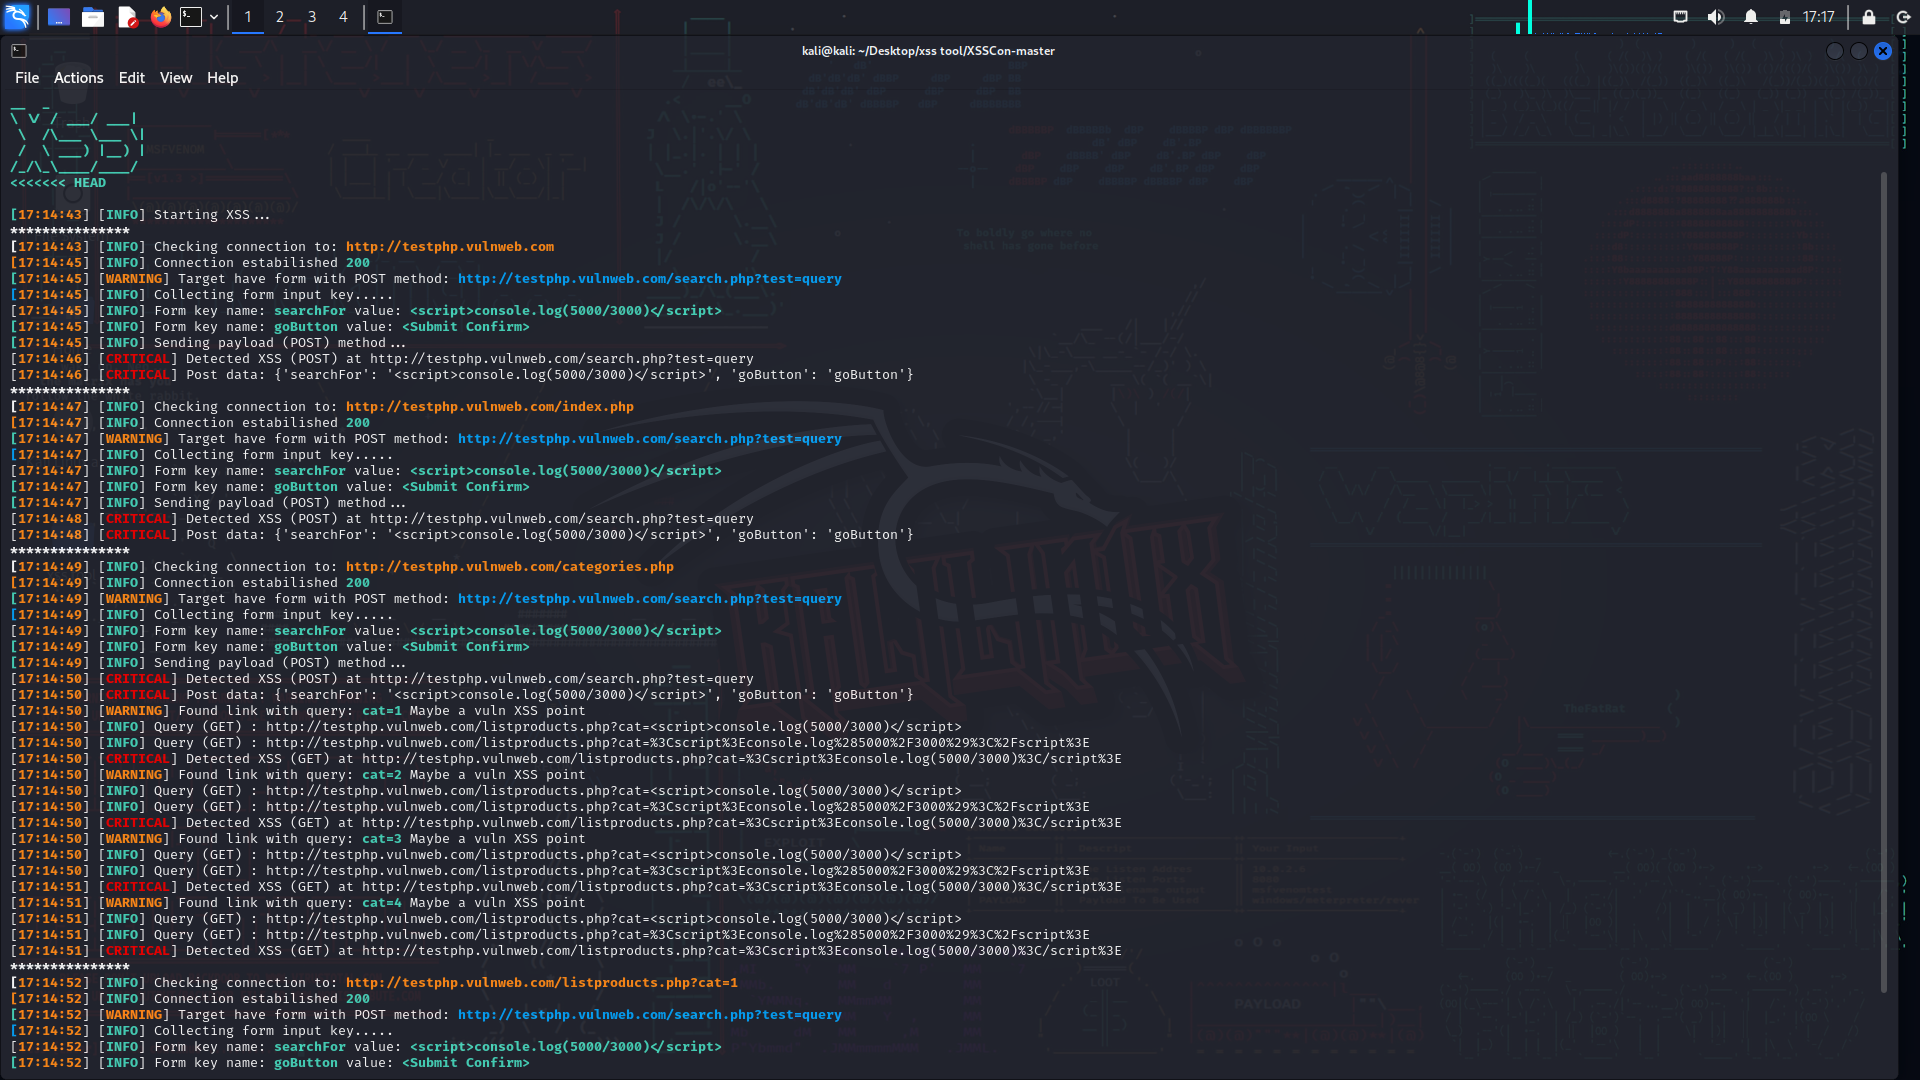 1 2 3 4 17:17
kali@kali: ~/Desktop/xss tool/XSSCon-master
File Actions Edit View Help
<<<<<<< HEAD
[17:14:43] [INFO] Starting XSS...
***************
[17:14:43] [INFO] Checking connection to: http://testphp.vulnweb.com
[17:14:45] [INFO] Connection estabilished 200
[17:14:45] [WARNING] Target have form with POST method: http://testphp.vulnweb.com/search.php?test=query
[17:14:45] [INFO] Collecting form input key.....
[17:14:45] [INFO] Form key name: searchFor value: <script>console.log(5000/3000)</script>
[17:14:45] [INFO] Form key name: goButton value: <Submit Confirm>
[17:14:45] [INFO] Sending payload (POST) method...
[17:14:46] [CRITICAL] Detected XSS (POST) at http://testphp.vulnweb.com/search.php?test=query
[17:14:46] [CRITICAL] Post data: {'searchFor': '<script>console.log(5000/3000)</script>', 'goButton': 'goButton'}
***************
[17:14:47] [INFO] Checking connection to: http://testphp.vulnweb.com/index.php
[17:14:47] [INFO] Connection estabilished 200
[17:14:47] [WARNING] Target have form with POST method: http://testphp.vulnweb.com/search.php?test=query
[17:14:47] [INFO] Collecting form input key.....
[17:14:47] [INFO] Form key name: searchFor value: <script>console.log(5000/3000)</script>
[17:14:47] [INFO] Form key name: goButton value: <Submit Confirm>
[17:14:47] [INFO] Sending payload (POST) method...
[17:14:48] [CRITICAL] Detected XSS (POST) at http://testphp.vulnweb.com/search.php?test=query
[17:14:48] [CRITICAL] Post data: {'searchFor': '<script>console.log(5000/3000)</script>', 'goButton': 'goButton'}
***************
[17:14:49] [INFO] Checking connection to: http://testphp.vulnweb.com/categories.php
[17:14:49] [INFO] Connection estabilished 200
[17:14:49] [WARNING] Target have form with POST method: http://testphp.vulnweb.com/search.php?test=query
[17:14:49] [INFO] Collecting form input key.....
[17:14:49] [INFO] Form key name: searchFor value: <script>console.log(5000/3000)</script>
[17:14:49] [INFO] Form key name: goButton value: <Submit Confirm>
[17:14:49] [INFO] Sending payload (POST) method...
[17:14:50] [CRITICAL] Detected XSS (POST) at http://testphp.vulnweb.com/search.php?test=query
[17:14:50] [CRITICAL] Post data: {'searchFor': '<script>console.log(5000/3000)</script>', 'goButton': 'goButton'}
[17:14:50] [WARNING] Found link with query: cat=1 Maybe a vuln XSS point
[17:14:50] [INFO] Query (GET) : http://testphp.vulnweb.com/listproducts.php?cat=<script>console.log(5000/3000)</script>
[17:14:50] [INFO] Query (GET) : http://testphp.vulnweb.com/listproducts.php?cat=%3Cscript%3Econsole.log%285000%2F3000%29%3C%2Fscript%3E
[17:14:50] [CRITICAL] Detected XSS (GET) at http://testphp.vulnweb.com/listproducts.php?cat=%3Cscript%3Econsole.log(5000/3000)%3C/script%3E
[17:14:50] [WARNING] Found link with query: cat=2 Maybe a vuln XSS point
[17:14:50] [INFO] Query (GET) : http://testphp.vulnweb.com/listproducts.php?cat=<script>console.log(5000/3000)</script>
[17:14:50] [INFO] Query (GET) : http://testphp.vulnweb.com/listproducts.php?cat=%3Cscript%3Econsole.log%285000%2F3000%29%3C%2Fscript%3E
[17:14:50] [CRITICAL] Detected XSS (GET) at http://testphp.vulnweb.com/listproducts.php?cat=%3Cscript%3Econsole.log(5000/3000)%3C/script%3E
[17:14:50] [WARNING] Found link with query: cat=3 Maybe a vuln XSS point
[17:14:50] [INFO] Query (GET) : http://testphp.vulnweb.com/listproducts.php?cat=<script>console.log(5000/3000)</script>
[17:14:50] [INFO] Query (GET) : http://testphp.vulnweb.com/listproducts.php?cat=%3Cscript%3Econsole.log%285000%2F3000%29%3C%2Fscript%3E
[17:14:51] [CRITICAL] Detected XSS (GET) at http://testphp.vulnweb.com/listproducts.php?cat=%3Cscript%3Econsole.log(5000/3000)%3C/script%3E
[17:14:51] [WARNING] Found link with query: cat=4 Maybe a vuln XSS point
[17:14:51] [INFO] Query (GET) : http://testphp.vulnweb.com/listproducts.php?cat=<script>console.log(5000/3000)</script>
[17:14:51] [INFO] Query (GET) : http://testphp.vulnweb.com/listproducts.php?cat=%3Cscript%3Econsole.log%285000%2F3000%29%3C%2Fscript%3E
[17:14:51] [CRITICAL] Detected XSS (GET) at http://testphp.vulnweb.com/listproducts.php?cat=%3Cscript%3Econsole.log(5000/3000)%3C/script%3E
***************
[17:14:52] [INFO] Checking connection to: http://testphp.vulnweb.com/listproducts.php?cat=1
[17:14:52] [INFO] Connection estabilished 200
[17:14:52] [WARNING] Target have form with POST method: http://testphp.vulnweb.com/search.php?test=query
[17:14:52] [INFO] Collecting form input key.....
[17:14:52] [INFO] Form key name: searchFor value: <script>console.log(5000/3000)</script>
[17:14:52] [INFO] Form key name: goButton value: <Submit Confirm>
KALI LINUX